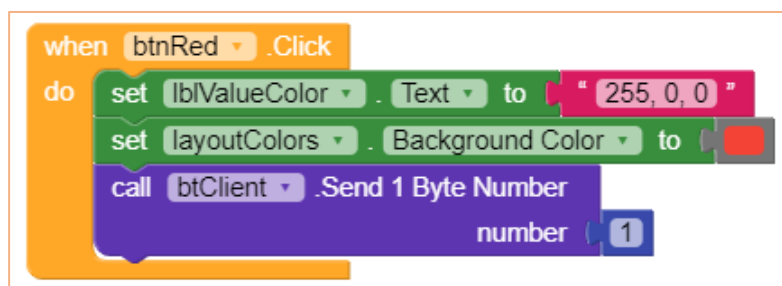 when btnRed .Click
do set lblValueColor . Text to " 255, 0, 0 "
set layoutColors . Background Color to
call btClient .Send 1 Byte Number
number 1